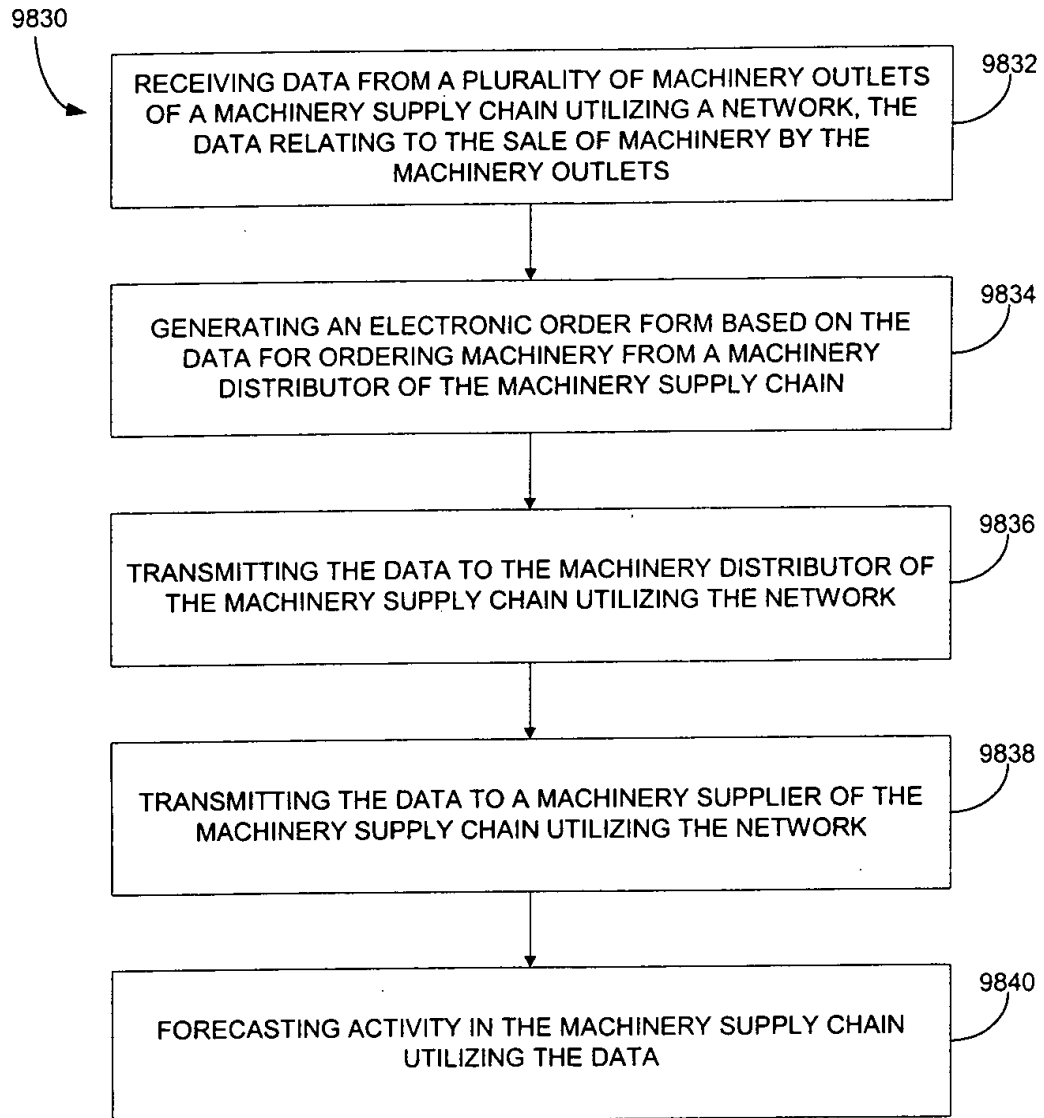 9830
RECEIVING DATA FROM A PLURALITY OF MACHINERY OUTLETS
OF A MACHINERY SUPPLY CHAIN UTILIZING A NETWORK, THE
DATA RELATING TO THE SALE OF MACHINERY BY THE
MACHINERY OUTLETS
9832
GENERATING AN ELECTRONIC ORDER FORM BASED ON THE
DATA FOR ORDERING MACHINERY FROM A MACHINERY
DISTRIBUTOR OF THE MACHINERY SUPPLY CHAIN
9834
TRANSMITTING THE DATA TO THE MACHINERY DISTRIBUTOR OF
THE MACHINERY SUPPLY CHAIN UTILIZING THE NETWORK
9836
TRANSMITTING THE DATA TO A MACHINERY SUPPLIER OF THE
MACHINERY SUPPLY CHAIN UTILIZING THE NETWORK
9838
FORECASTING ACTIVITY IN THE MACHINERY SUPPLY CHAIN
UTILIZING THE DATA
9840